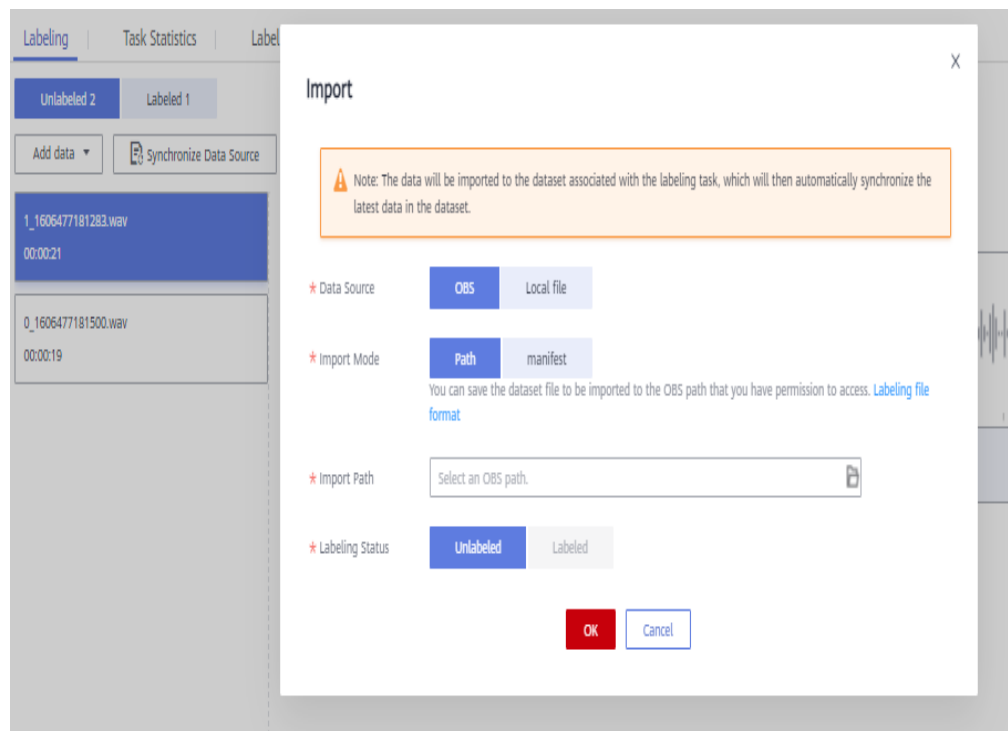 Labeling
Task Statistics
Label
Unlabeled 2
Labeled 1
Add data
Synchronize Data Source
1_1606477181283.wav
00:00:21
0_1606477181500.wav
00:00:19
X
Import
Note: The data will be imported to the dataset associated with the labeling task, which will then automatically synchronize the
latest data in the dataset.
* Data Source
OBS
Local file
* Import Mode
Path
manifest
You can save the dataset file to be imported to the OBS path that you have permission to access. Labeling file
format
* Import Path
Select an OBS path.
* Labeling Status
Unlabeled
Labeled
OK
Cancel